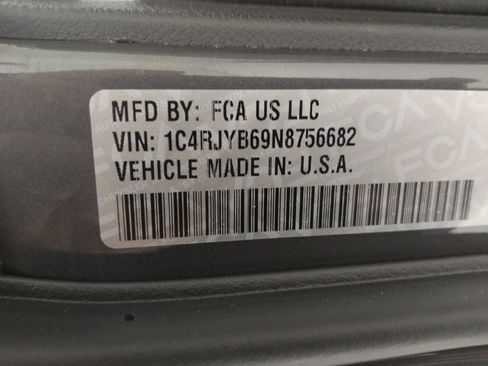 MFD BY: FCA US LLC
VIN: 1C4RJYB69N8756682
VEHICLE MADE IN: U.S.A.